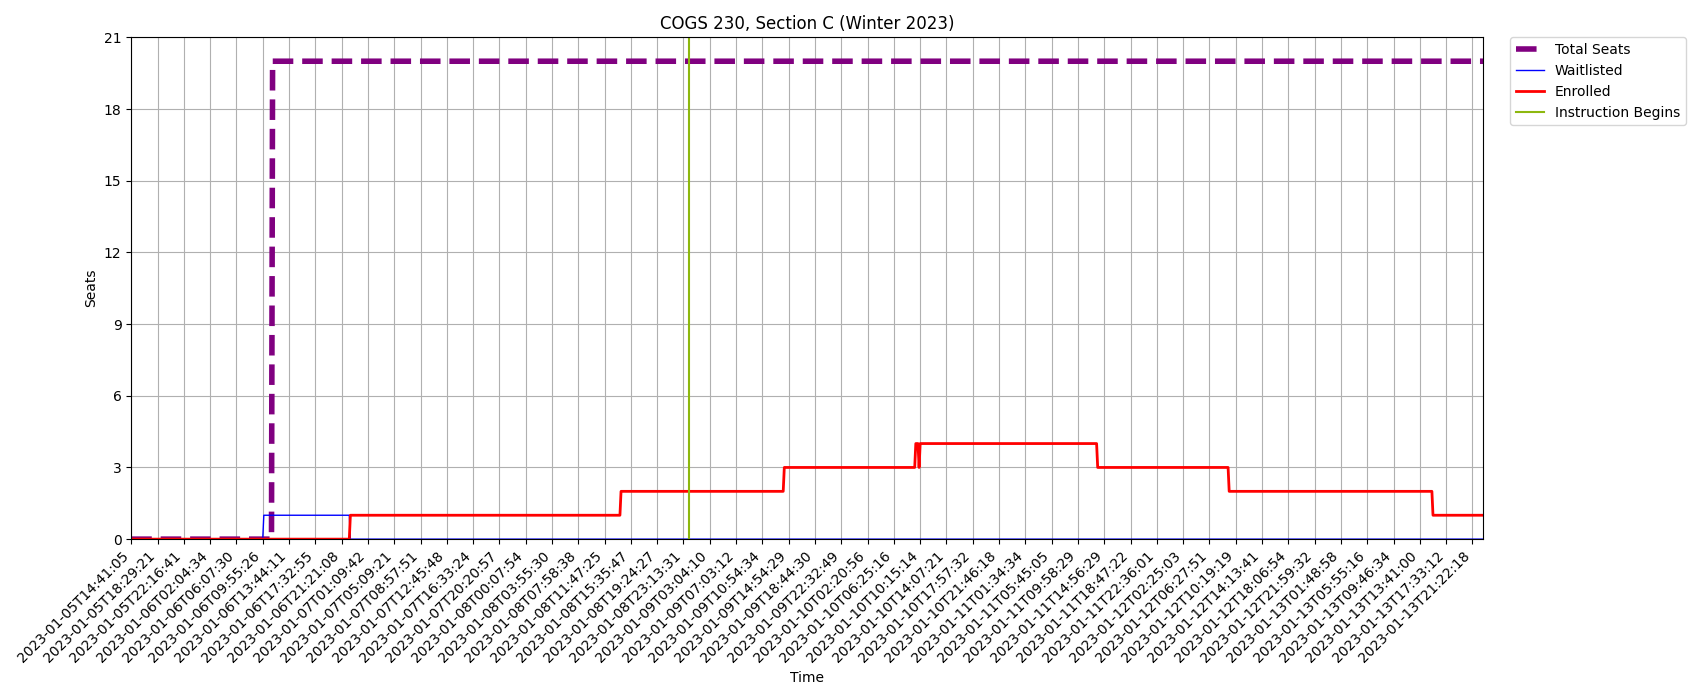 COGS 230, Section C (Winter 2023)
Total Seats
Waitlisted
Enrolled
Instruction Begins
Seats
21
18
15
12
9
6
3
0
2023-01-05T14:41:05
2023-01-05T18:29:21
2023-01-05T22:16:41
2023-01-06T02:04:34
2023-01-06T06:07:30
2023-01-06T09:55:26
2023-01-06T13:44:11
2023-01-06T17:32:55
2023-01-06T21:21:08
2023-01-07T01:09:42
2023-01-07T05:09:21
2023-01-07T08:57:51
2023-01-07T12:45:48
2023-01-07T16:33:24
2023-01-07T20:20:57
2023-01-08T00:07:54
2023-01-08T03:55:30
2023-01-08T07:58:38
2023-01-08T11:47:25
2023-01-08T15:35:47
2023-01-08T19:24:27
2023-01-08T23:13:31
2023-01-09T03:04:10
2023-01-09T07:03:12
2023-01-09T10:54:34
2023-01-09T14:54:29
2023-01-09T18:44:30
2023-01-09T22:32:49
2023-01-10T02:20:56
2023-01-10T06:25:16
2023-01-10T10:15:14
2023-01-10T14:07:21
2023-01-10T17:57:32
2023-01-10T21:46:18
2023-01-11T01:34:34
2023-01-11T05:45:05
2023-01-11T09:58:29
2023-01-11T14:56:29
2023-01-11T18:47:22
2023-01-11T22:36:01
2023-01-12T02:25:03
2023-01-12T06:27:51
2023-01-12T10:19:19
2023-01-12T14:13:41
2023-01-12T18:06:54
2023-01-12T21:59:32
2023-01-13T01:48:58
2023-01-13T05:55:16
2023-01-13T09:46:34
2023-01-13T13:41:00
2023-01-13T17:33:12
2023-01-13T21:22:18
Time